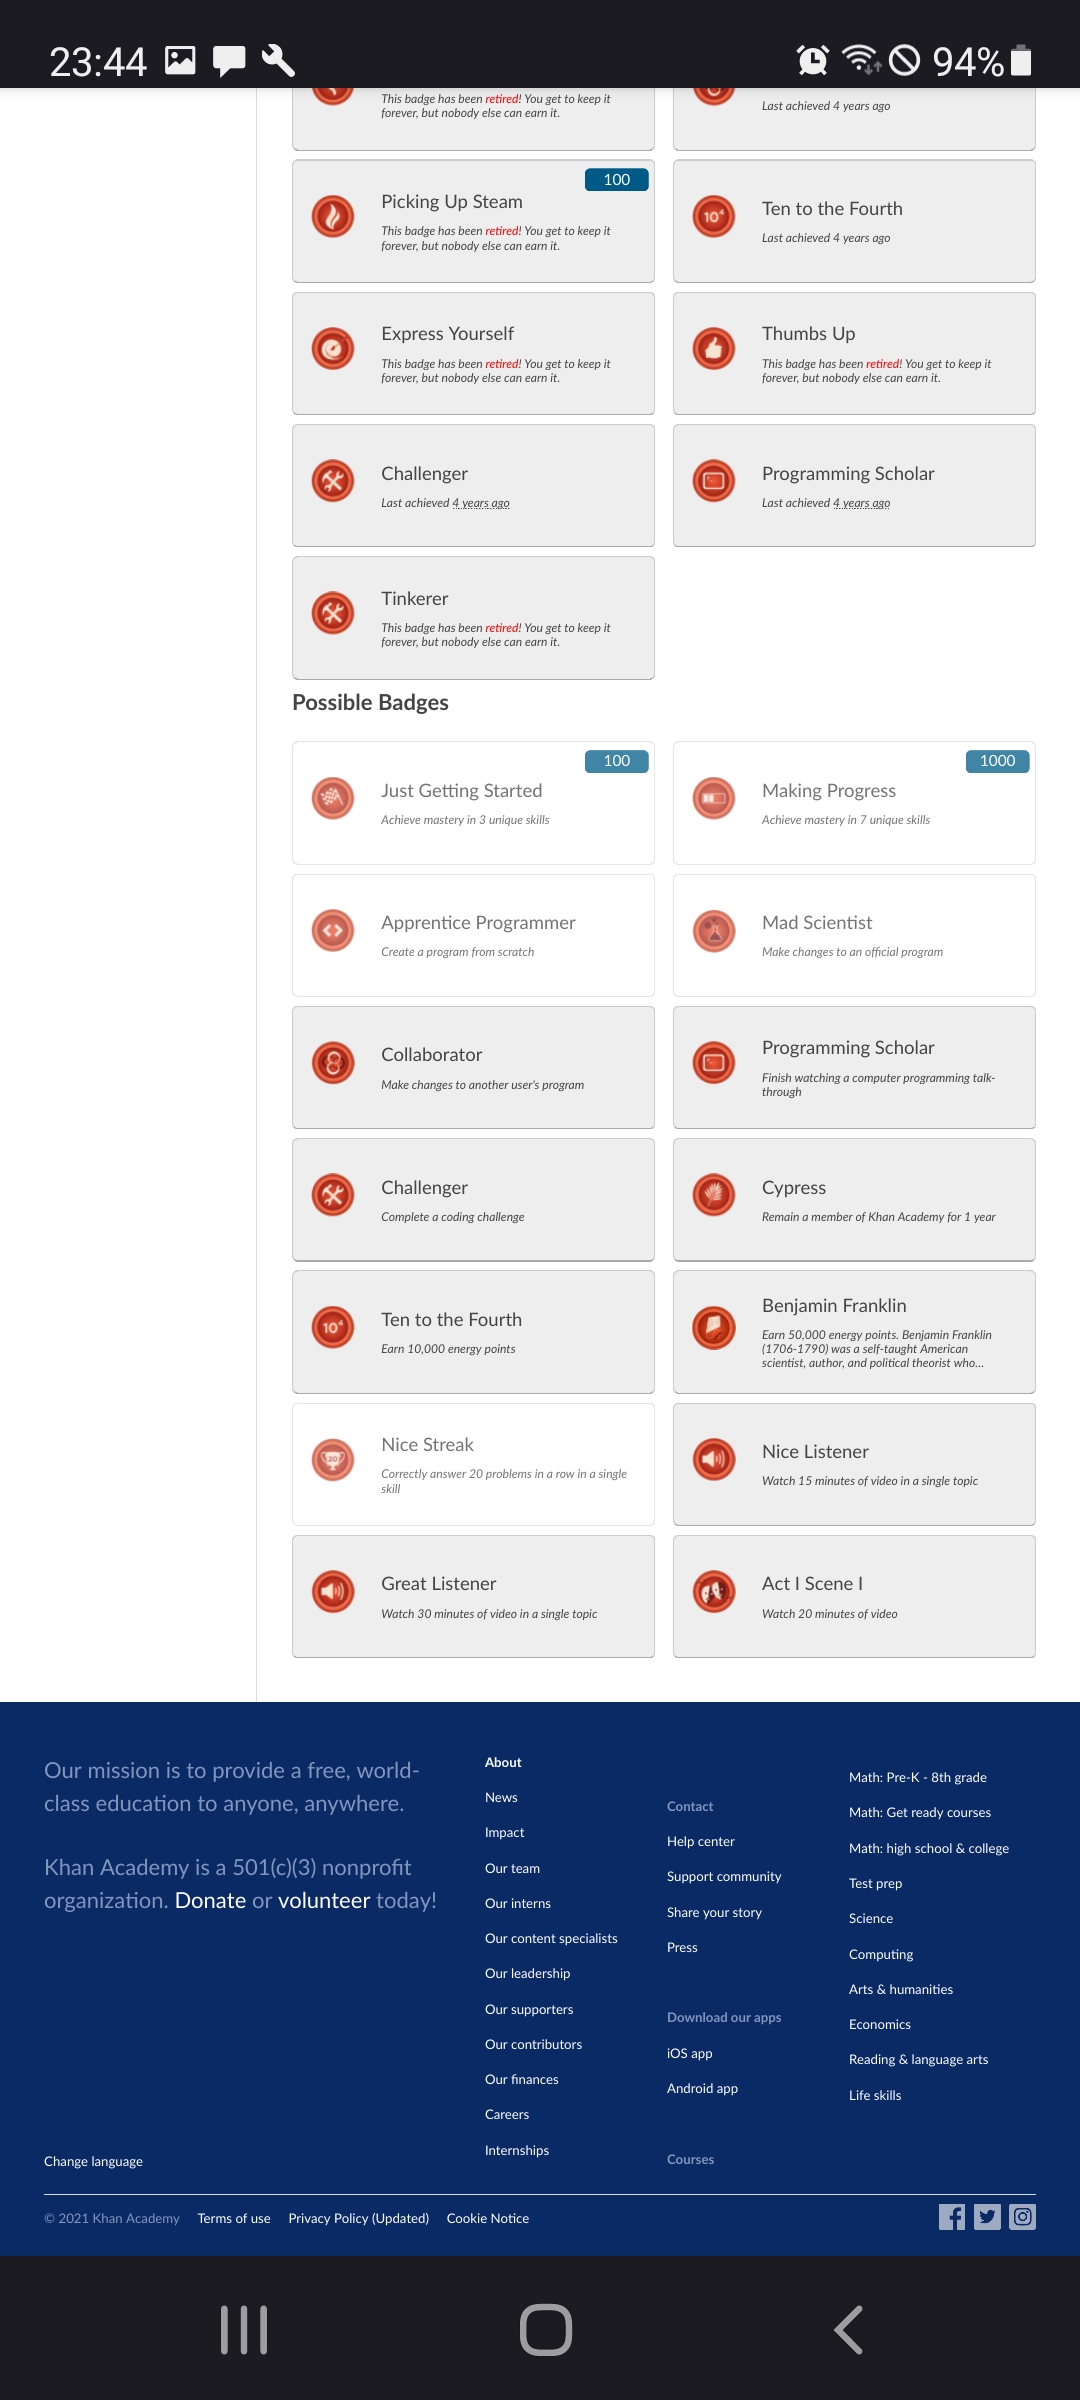 23:44
94%
This badge has been retired! You get to keep it
forever, but nobody else can earn it.
Last achieved 4 years ago
100
Picking Up Steam
This badge has been retired! You get to keep it
forever, but nobody else can earn it.
10⁴
Ten to the Fourth
Last achieved 4 years ago
Express Yourself
This badge has been retired! You get to keep it
forever, but nobody else can earn it.
Thumbs Up
This badge has been retired! You get to keep it
forever, but nobody else can earn it.
Challenger
Last achieved 4 years ago
Programming Scholar
Last achieved 4 years ago
Tinkerer
This badge has been retired! You get to keep it
forever, but nobody else can earn it.
Possible Badges
100
Just Getting Started
Achieve mastery in 3 unique skills
1000
Making Progress
Achieve mastery in 7 unique skills
Apprentice Programmer
Create a program from scratch
Mad Scientist
Make changes to an official program
Collaborator
Make changes to another user's program
Programming Scholar
Finish watching a computer programming talk-
through
Challenger
Complete a coding challenge
Cypress
Remain a member of Khan Academy for 1 year
10⁴
Ten to the Fourth
Earn 10,000 energy points
Benjamin Franklin
Earn 50,000 energy points. Benjamin Franklin
(1706-1790) was a self-taught American
scientist, author, and political theorist who...
20
Nice Streak
Correctly answer 20 problems in a row in a single
skill
Nice Listener
Watch 15 minutes of video in a single topic
Great Listener
Watch 30 minutes of video in a single topic
Act I Scene I
Watch 20 minutes of video
Our mission is to provide a free, world-
class education to anyone, anywhere.
Khan Academy is a 501(c)(3) nonprofit
organization. Donate or volunteer today!
Change language
About
News
Impact
Our team
Our interns
Our content specialists
Our leadership
Our supporters
Our contributors
Our finances
Careers
Internships
Contact
Help center
Support community
Share your story
Press
Download our apps
iOS app
Android app
Courses
Math: Pre-K - 8th grade
Math: Get ready courses
Math: high school & college
Test prep
Science
Computing
Arts & humanities
Economics
Reading & language arts
Life skills
© 2021 Khan Academy
Terms of use
Privacy Policy (Updated)
Cookie Notice